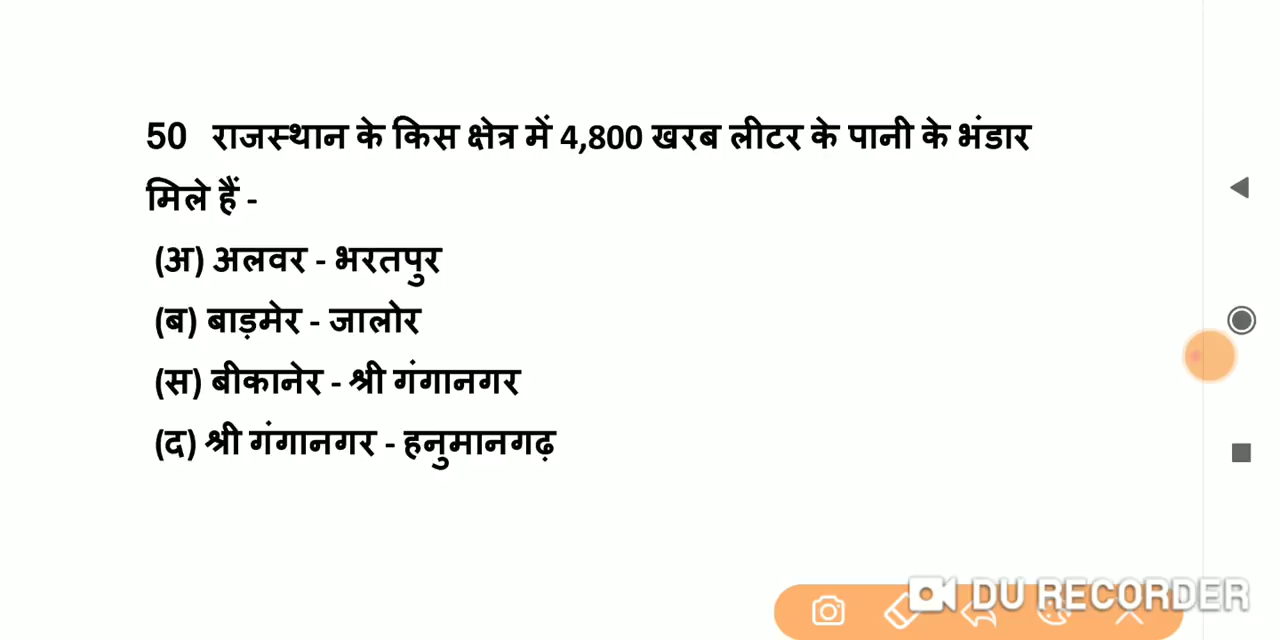 50 राजस्थान के किस क्षेत्र में 4,800 खरब लीटर के पानी के भंडार
मिले हैं -
(अ) अलवर - भरतपुर
(ब) बाड़मेर - जालोर
(स) बीकानेर - श्री गंगानगर
(द) श्री गंगानगर - हनुमानगढ़
DU RECORDER